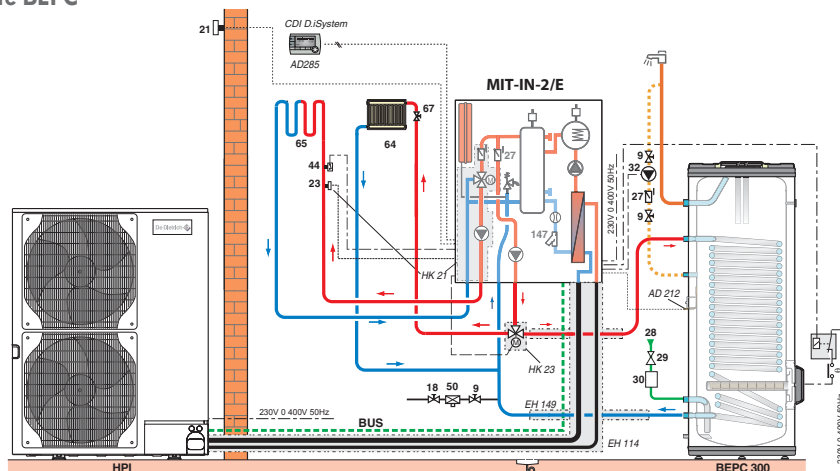 21
CDI D.iSystem
AD285
MIT-IN-2/E
67
65
64
44
23
27
M
147
230V 0 400V 50Hz
9
32
27
9
De Dietrich
HK 21
AD 212
M
HK 23
28
29
30
18
50
9
EH 149
230V 0 400V 50Hz
BUS
EH 114
HPI
BEPC 300